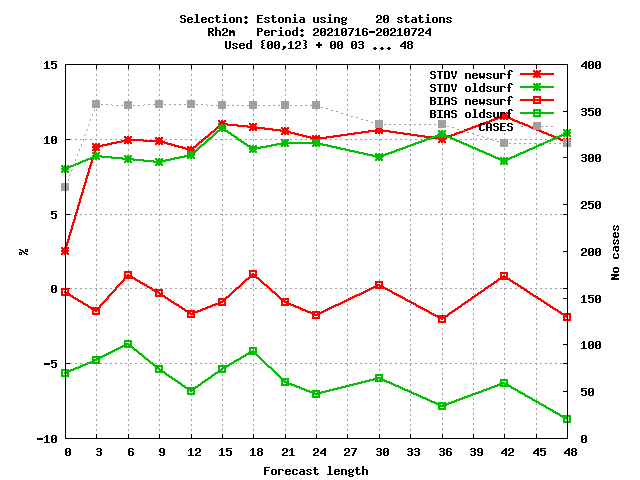 Selection: Estonia using    20 stations
Rh2m   Period: 20210716-20210724
Used {00,12} + 00 03 ... 48
STDV newsurf
STDV oldsurf
BIAS newsurf
BIAS oldsurf
CASES
15
10
5
0
-5
-10
%
400
350
300
250
200
150
100
50
0
No cases
0 3 6 9 12 15 18 21 24 27 30 33 36 39 42 45 48
Forecast length